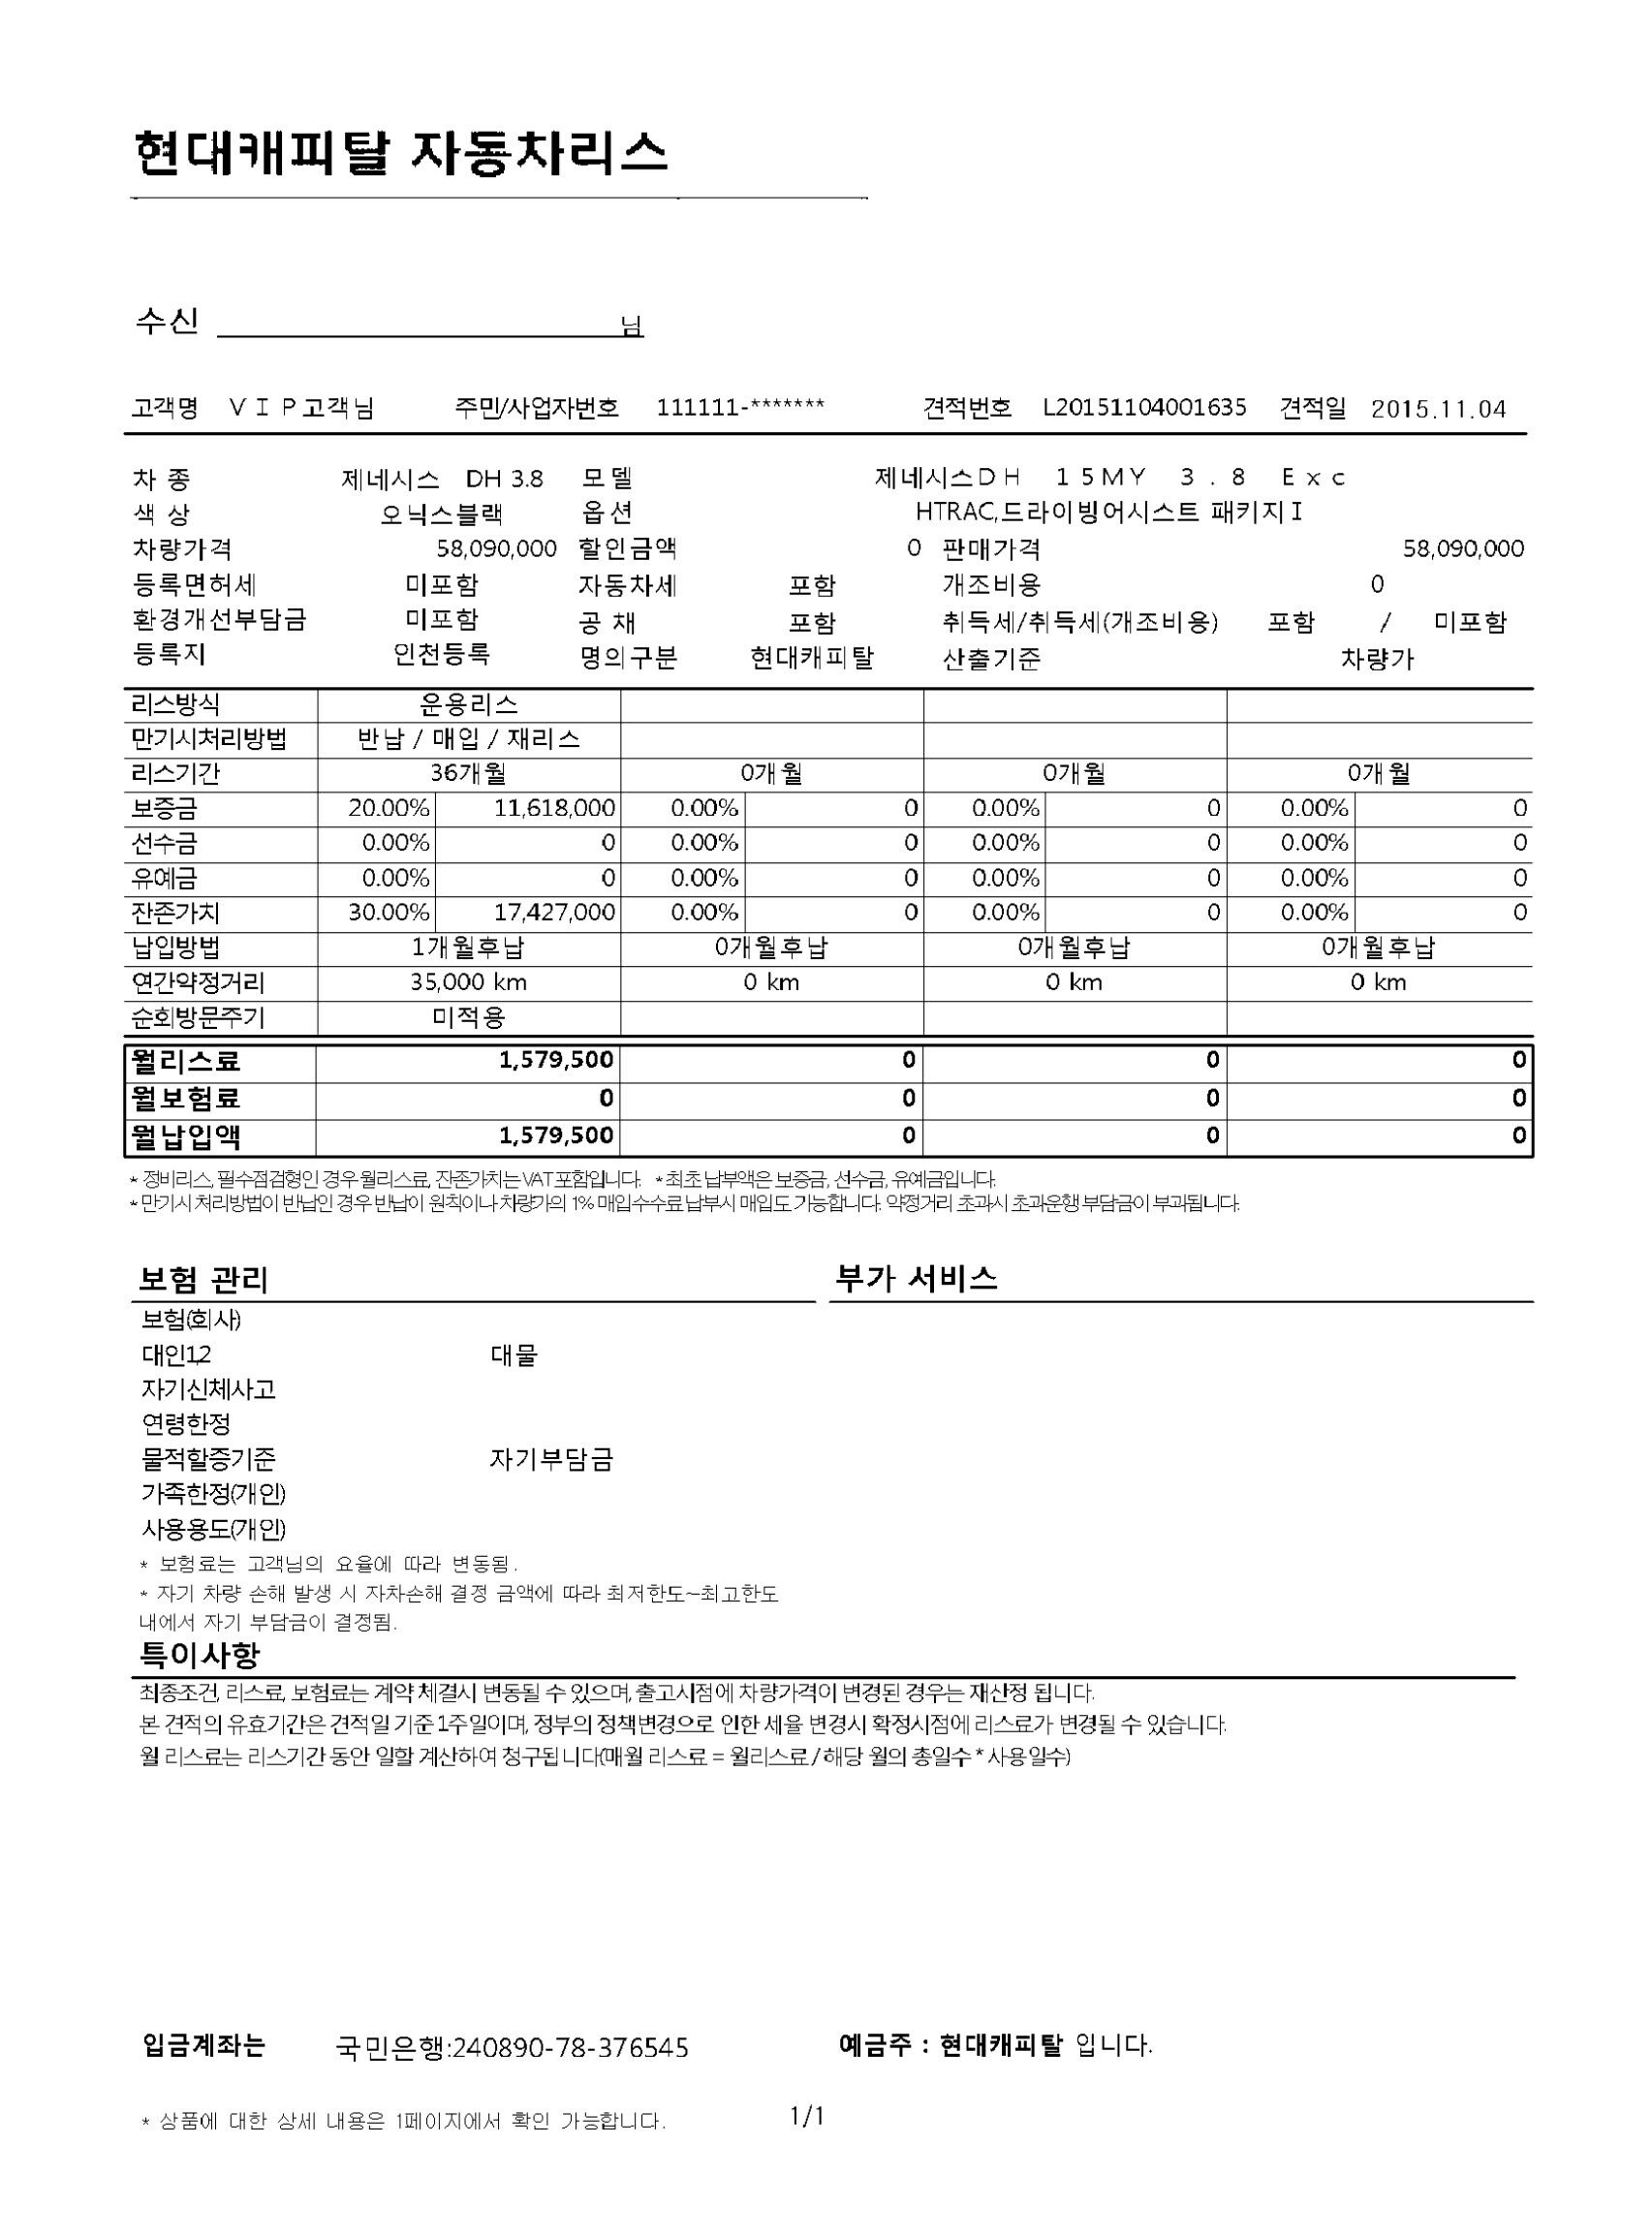 현대캐피탈 자동차리스
수신 님
고객명 ＶＩＰ고객님 주민/사업자번호 111111-******* 견적번호 L20151104001635 견적일 2015.11.04
차 종 제네시스 DH 3.8 모델 제네시스DH 15MY 3.8 Exc
색 상 오닉스블랙 옵션 HTRAC,드라이빙어시스트 패키지 I
차량가격 58,090,000 할인금액 0 판매가격 58,090,000
등록면허세 미포함 자동차세 포함 개조비용 0
환경개선부담금 미포함 공 채 포함 취득세/취득세(개조비용) 포함 / 미포함
등록지 인천등록 명의구분 현대캐피탈 산출기준 차량가
리스방식 운용리스
만기시처리방법 반납 / 매입 / 재리스
리스기간 36개월 0개월 0개월 0개월
보증금 20.00% 11,618,000 0.00% 0 0.00% 0 0.00% 0
선수금 0.00% 0 0.00% 0 0.00% 0 0.00% 0
유예금 0.00% 0 0.00% 0 0.00% 0 0.00% 0
잔존가치 30.00% 17,427,000 0.00% 0 0.00% 0 0.00% 0
납입방법 1개월후납 0개월후납 0개월후납 0개월후납
연간약정거리 35,000 km 0 km 0 km 0 km
순회방문주기 미적용
월리스료 1,579,500 0 0 0
월보험료 0 0 0 0
월납입액 1,579,500 0 0 0
* 정비리스, 필수점검형인 경우 월리스료, 잔존가치는 VAT포함입니다. * 최초 납부액은 보증금, 선수금, 유예금입니다.
* 만기시 처리방법이 반납인 경우 반납이 원칙이나 차량가의 1% 매입수수료 납부시 매입도 가능합니다. 약정거리 초과시 초과운행 부담금이 부과됩니다.
보험 관리 부가 서비스
보험(회사)
대인1,2 대물
자기신체사고
연령한정
물적할증기준 자기부담금
가족한정(개인)
사용용도(개인)
* 보험료는 고객님의 요율에 따라 변동됨.
* 자기 차량 손해 발생 시 자차손해 결정 금액에 따라 최저한도~최고한도
내에서 자기 부담금이 결정됨.
특이사항
최종조건, 리스료, 보험료는 계약 체결시 변동될 수 있으며, 출고시점에 차량가격이 변경된 경우는 재산정 됩니다.
본 견적의 유효기간은 견적일 기준 1주일이며, 정부의 정책변경으로 인한 세율 변경시 확정시점에 리스료가 변경될 수 있습니다.
월 리스료는 리스기간 동안 일할 계산하여 청구됩니다(매월 리스료 = 월리스료 / 해당 월의 총일수 * 사용일수)
입금계좌는 국민은행:240890-78-376545 예금주 : 현대캐피탈 입니다.
* 상품에 대한 상세 내용은 1페이지에서 확인 가능합니다. 1/1